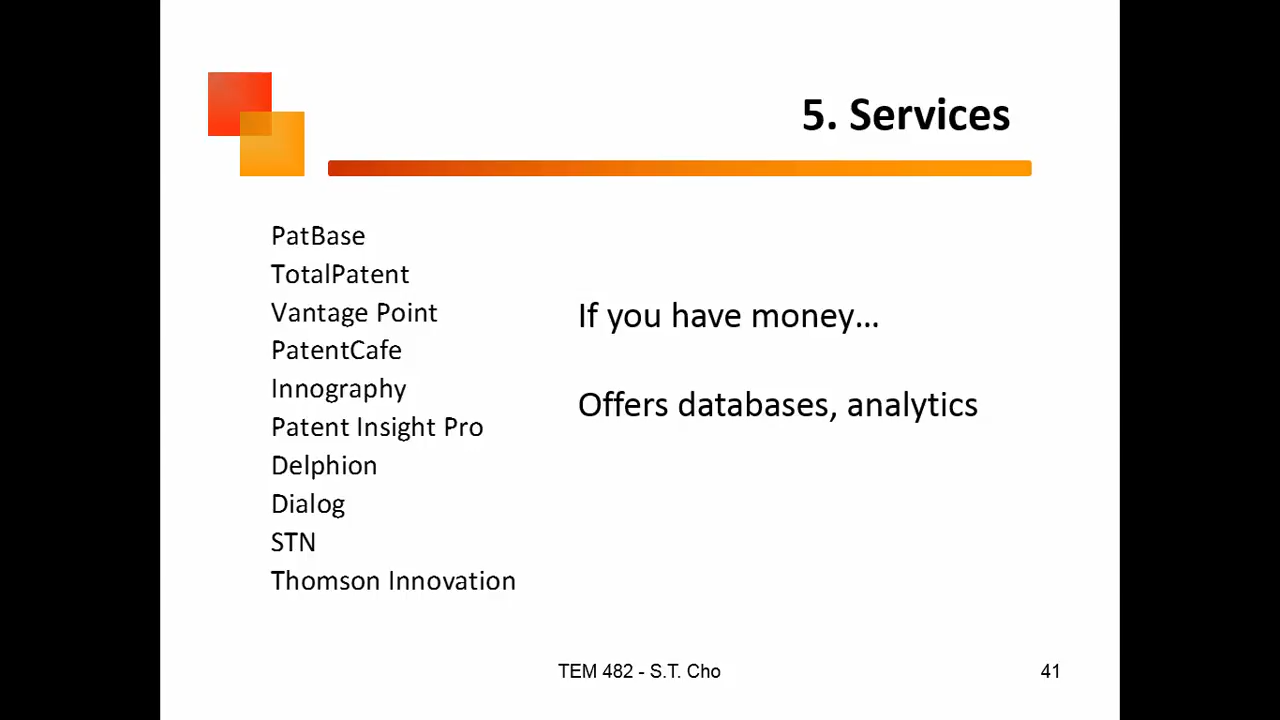 5. Services
PatBase
TotalPatent
Vantage Point
PatentCafe
Innography
Patent Insight Pro
Delphion
Dialog
STN
Thomson Innovation
If you have money...
Offers databases, analytics
TEM 482 - S.T. Cho
41